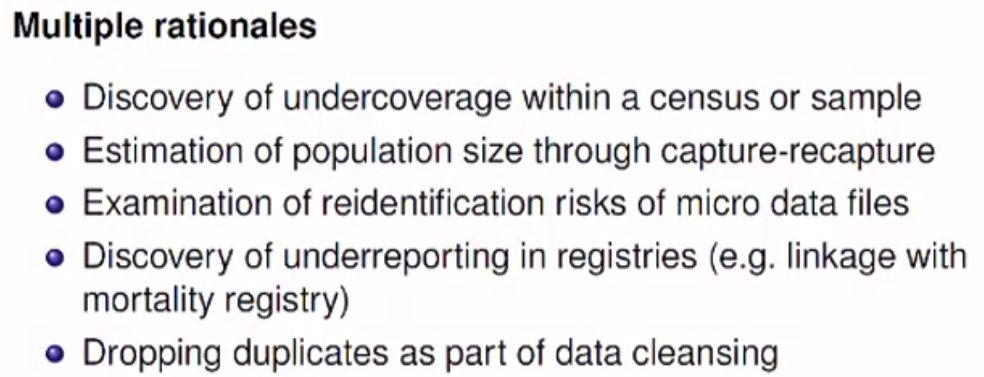 Multiple rationales
Discovery of undercoverage within a census or sample
Estimation of population size through capture-recapture
Examination of reidentification risks of micro data files
Discovery of underreporting in registries (e.g. linkage with
mortality registry)
Dropping duplicates as part of data cleansing